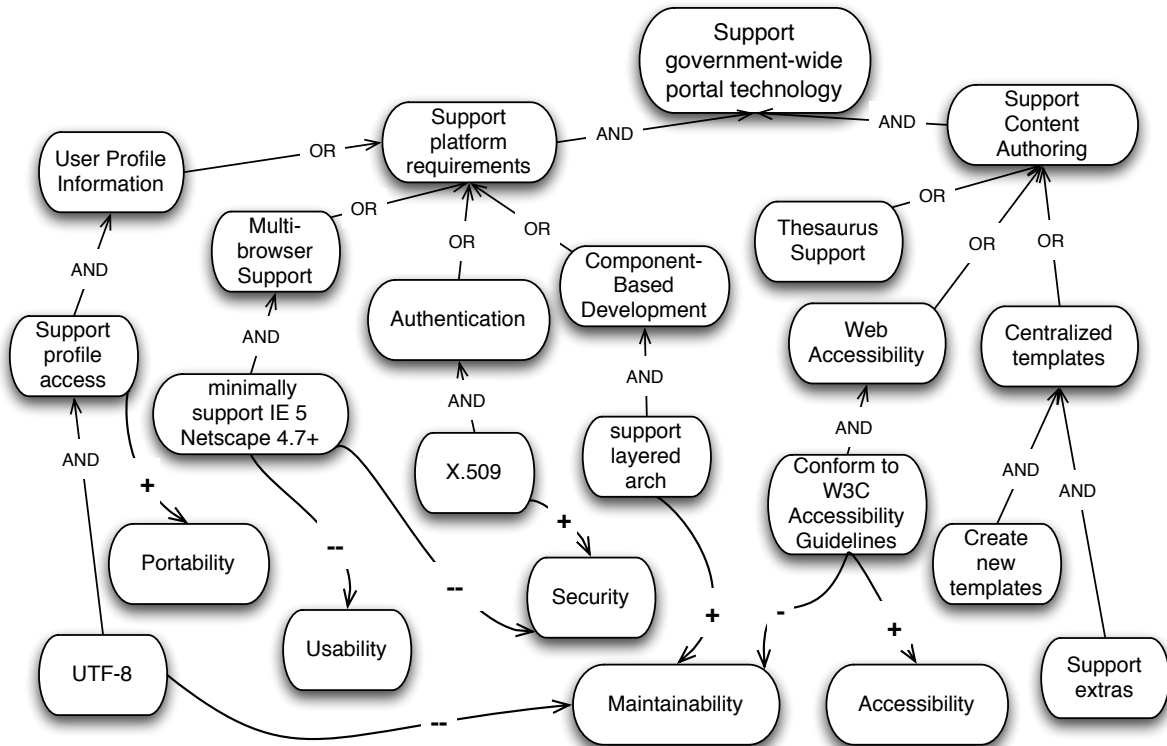 Support
government-wide
portal technology
Support
platform
requirements
Support
Content
Authoring
AND
AND
User Profile
Information
OR
Multi-
browser
Support
OR
OR
OR
Thesaurus
Support
OR
OR
OR
AND
Component-
Based
Development
Authentication
Web
Accessibility
Centralized
templates
Support
profile
access
AND
minimally
support IE 5
Netscape 4.7+
AND
AND
AND
AND
X.509
support
layered
arch
Conform to
W3C
Accessibility
Guidelines
AND
AND
+
+
Portability
--
--
Security
Create
new
templates
Usability
+
-
+
UTF-8
--
Maintainability
Accessibility
Support
extras